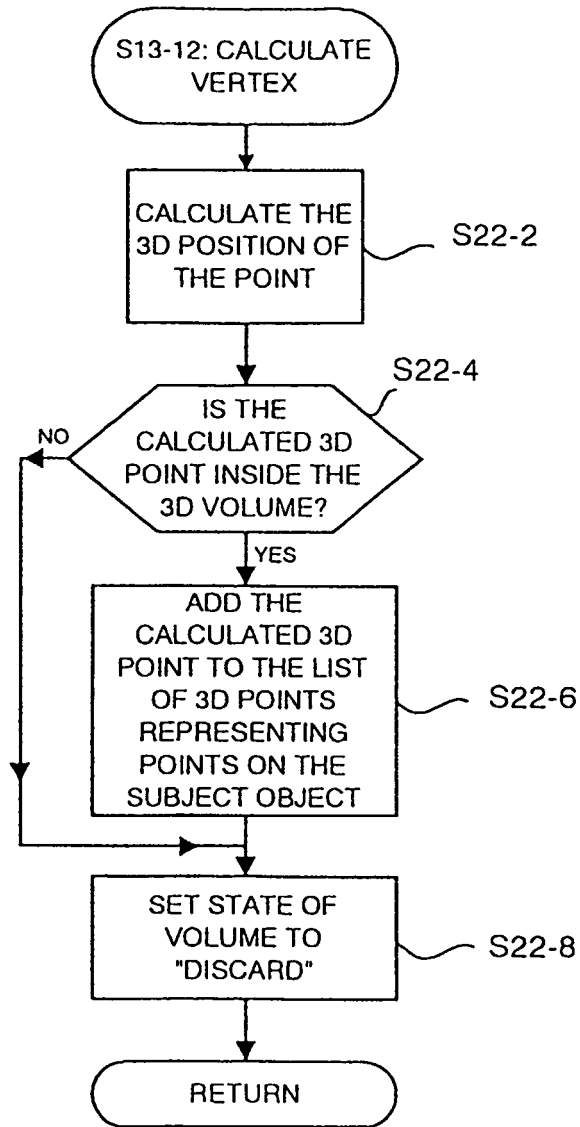 S13-12: CALCULATE
VERTEX
CALCULATE THE
3D POSITION OF
THE POINT
S22-2
S22-4
IS THE
CALCULATED 3D
POINT INSIDE THE
3D VOLUME?
NO
YES
ADD THE
CALCULATED 3D
POINT TO THE LIST
OF 3D POINTS
REPRESENTING
POINTS ON THE
SUBJECT OBJECT
S22-6
SET STATE OF
VOLUME TO
"DISCARD"
S22-8
RETURN